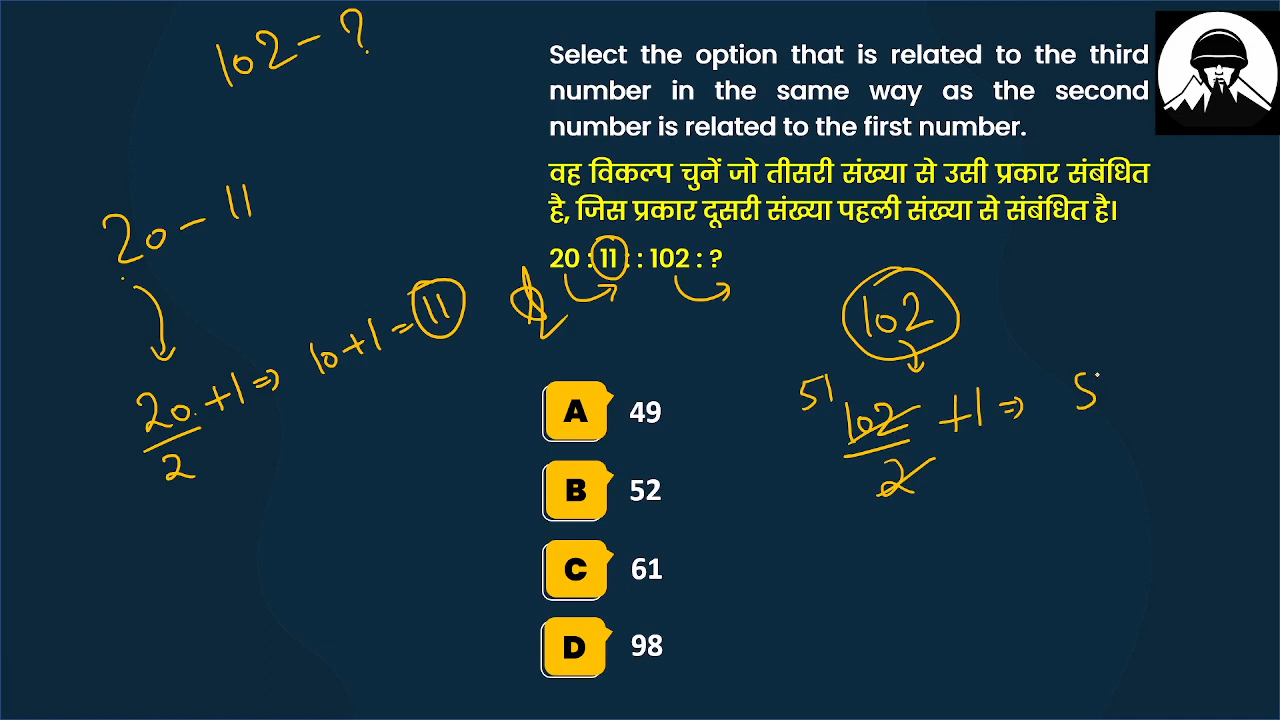 102 - ?
Select the option that is related to the third
number in the same way as the second
number is related to the first number.
वह विकल्प चुनें जो तीसरी संख्या से उसी प्रकार संबंधित
है, जिस प्रकार दूसरी संख्या पहली संख्या से संबंधित है।
20 : 11 : : 102 : ?
20 - 11
20/2 +1 ⇒ 10+1 = 11
102
51
102/2 +1 ⇒ 5
A 49
B 52
C 61
D 98